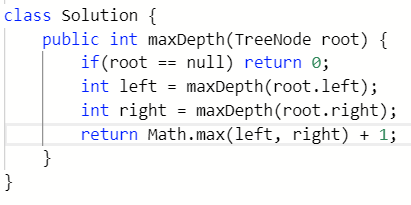 class Solution {
    public int maxDepth(TreeNode root) {
        if(root == null) return 0;
        int left = maxDepth(root.left);
        int right = maxDepth(root.right);
        return Math.max(left, right) + 1;
    }
}